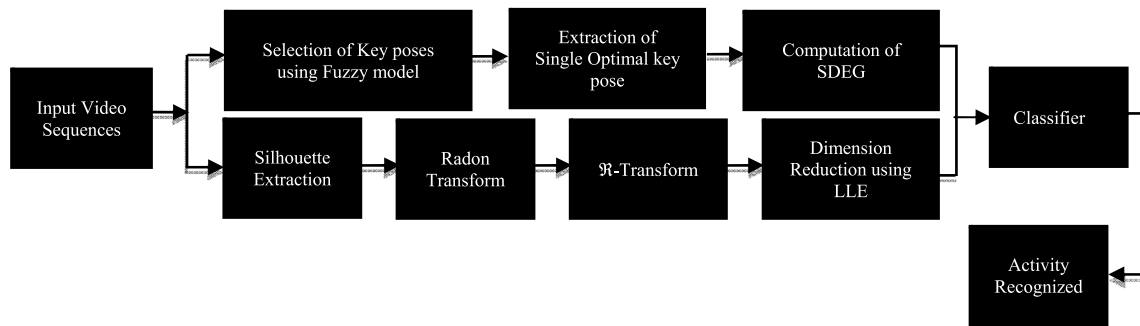 Input Video
Sequences
Selection of Key poses
using Fuzzy model
Extraction of
Single Optimal key
pose
Computation of
SDEG
Silhouette
Extraction
Radon
Transform
ℜ-Transform
Dimension
Reduction using
LLE
Classifier
Activity
Recognized